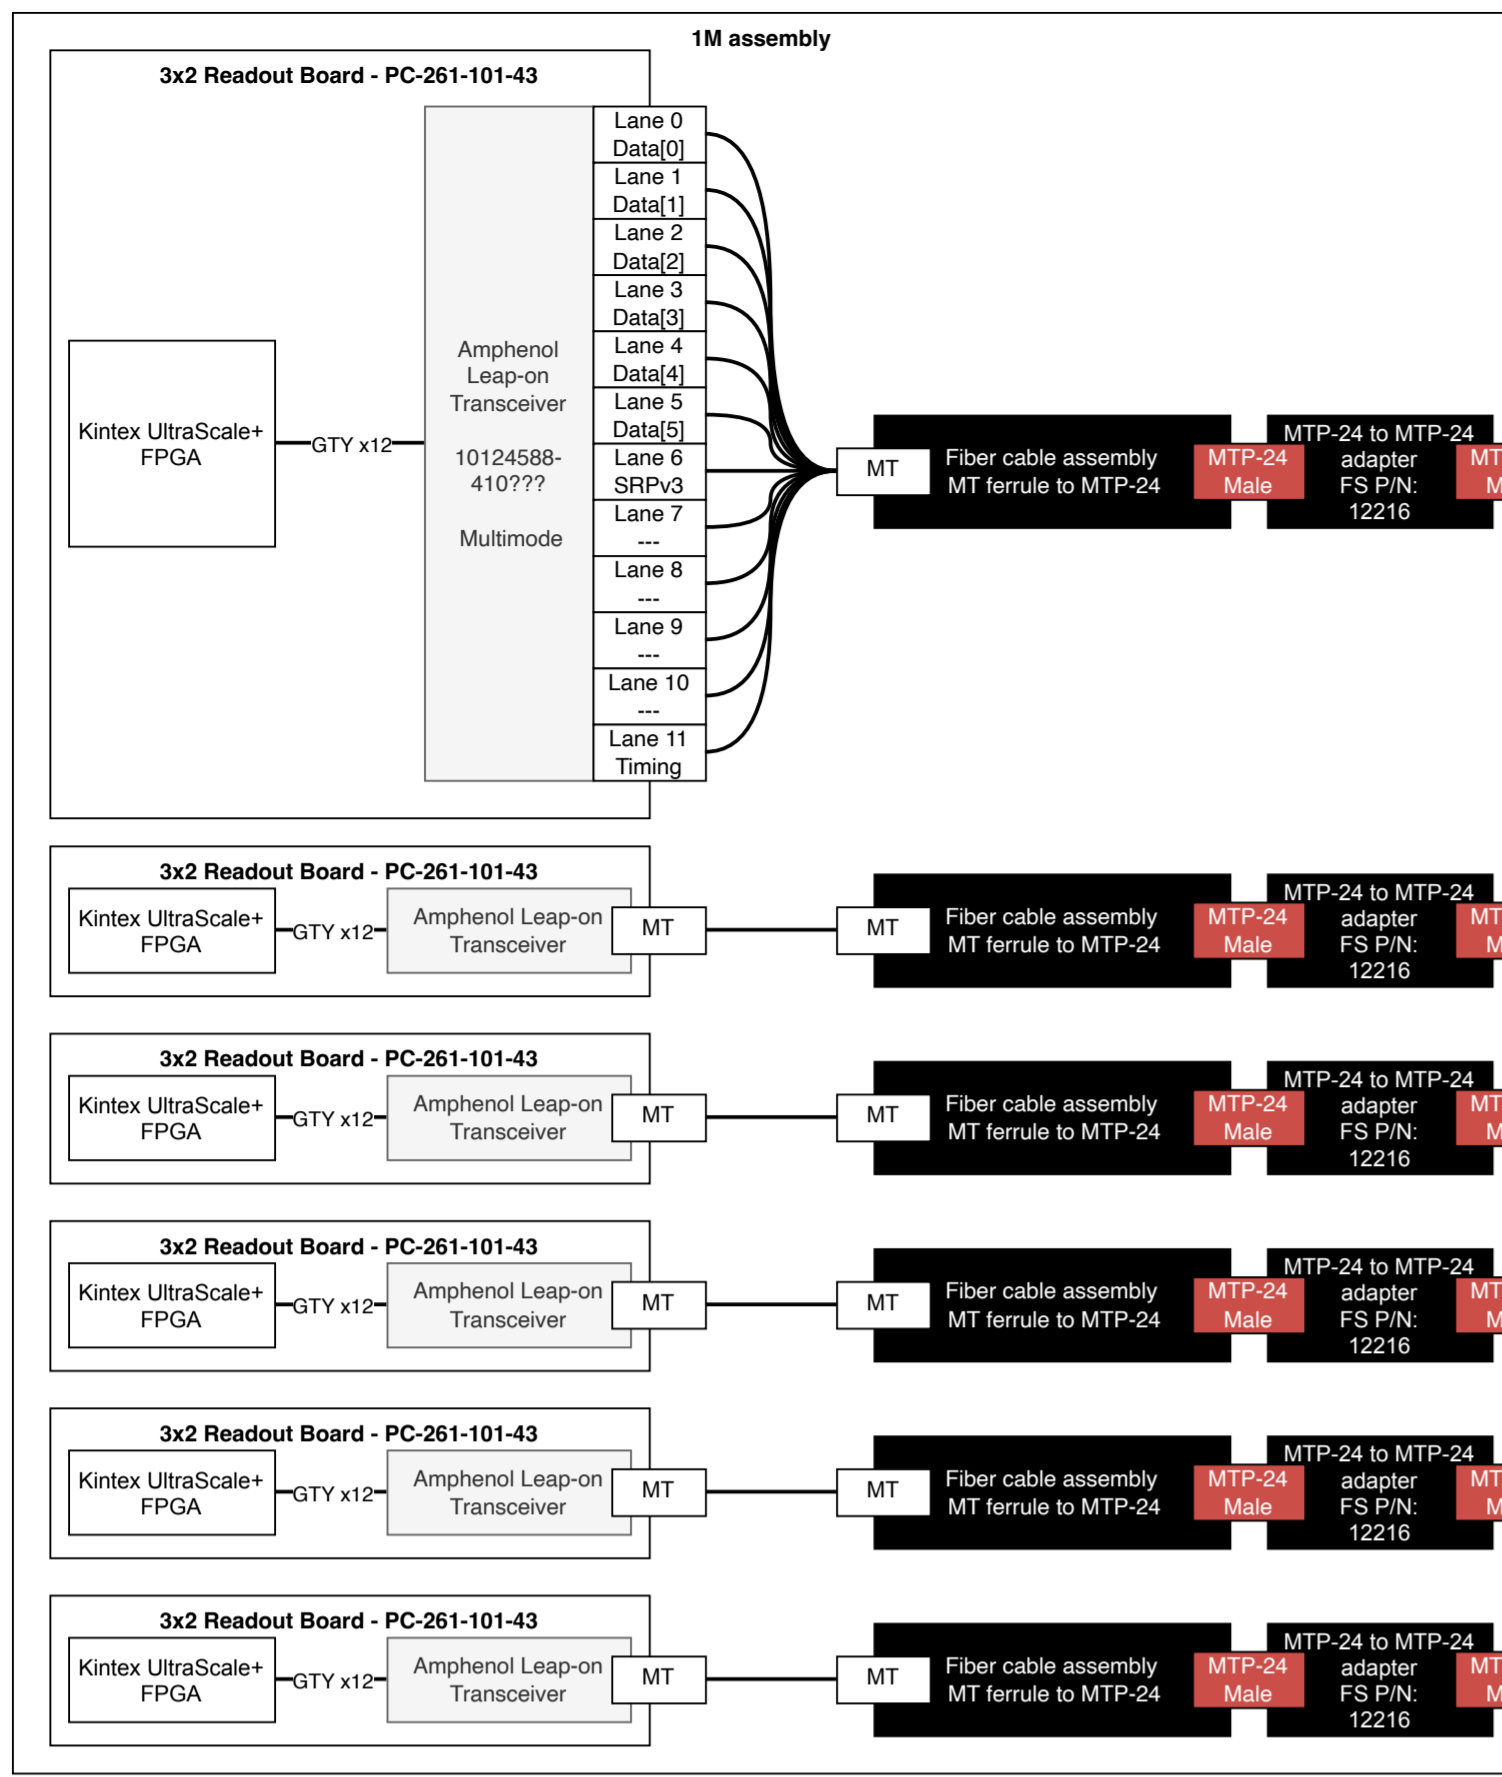 1M assembly
3x2 Readout Board - PC-261-101-43
Kintex UltraScale+
FPGA
GTY x12
Amphenol
Leap-on
Transceiver
10124588-
410???
Multimode
Lane 0
Data[0]
Lane 1
Data[1]
Lane 2
Data[2]
Lane 3
Data[3]
Lane 4
Data[4]
Lane 5
Data[5]
Lane 6
SRPv3
Lane 7
---
Lane 8
---
Lane 9
---
Lane 10
---
Lane 11
Timing
MT
Fiber cable assembly
MT ferrule to MTP-24
MTP-24
Male
MTP-24 to MTP-24
adapter
FS P/N:
12216
MT
M
3x2 Readout Board - PC-261-101-43
Kintex UltraScale+
FPGA
GTY x12
Amphenol Leap-on
Transceiver
MT
MT
Fiber cable assembly
MT ferrule to MTP-24
MTP-24
Male
MTP-24 to MTP-24
adapter
FS P/N:
12216
MT
M
3x2 Readout Board - PC-261-101-43
Kintex UltraScale+
FPGA
GTY x12
Amphenol Leap-on
Transceiver
MT
MT
Fiber cable assembly
MT ferrule to MTP-24
MTP-24
Male
MTP-24 to MTP-24
adapter
FS P/N:
12216
MT
M
3x2 Readout Board - PC-261-101-43
Kintex UltraScale+
FPGA
GTY x12
Amphenol Leap-on
Transceiver
MT
MT
Fiber cable assembly
MT ferrule to MTP-24
MTP-24
Male
MTP-24 to MTP-24
adapter
FS P/N:
12216
MT
M
3x2 Readout Board - PC-261-101-43
Kintex UltraScale+
FPGA
GTY x12
Amphenol Leap-on
Transceiver
MT
MT
Fiber cable assembly
MT ferrule to MTP-24
MTP-24
Male
MTP-24 to MTP-24
adapter
FS P/N:
12216
MT
M
3x2 Readout Board - PC-261-101-43
Kintex UltraScale+
FPGA
GTY x12
Amphenol Leap-on
Transceiver
MT
MT
Fiber cable assembly
MT ferrule to MTP-24
MTP-24
Male
MTP-24 to MTP-24
adapter
FS P/N:
12216
MT
M